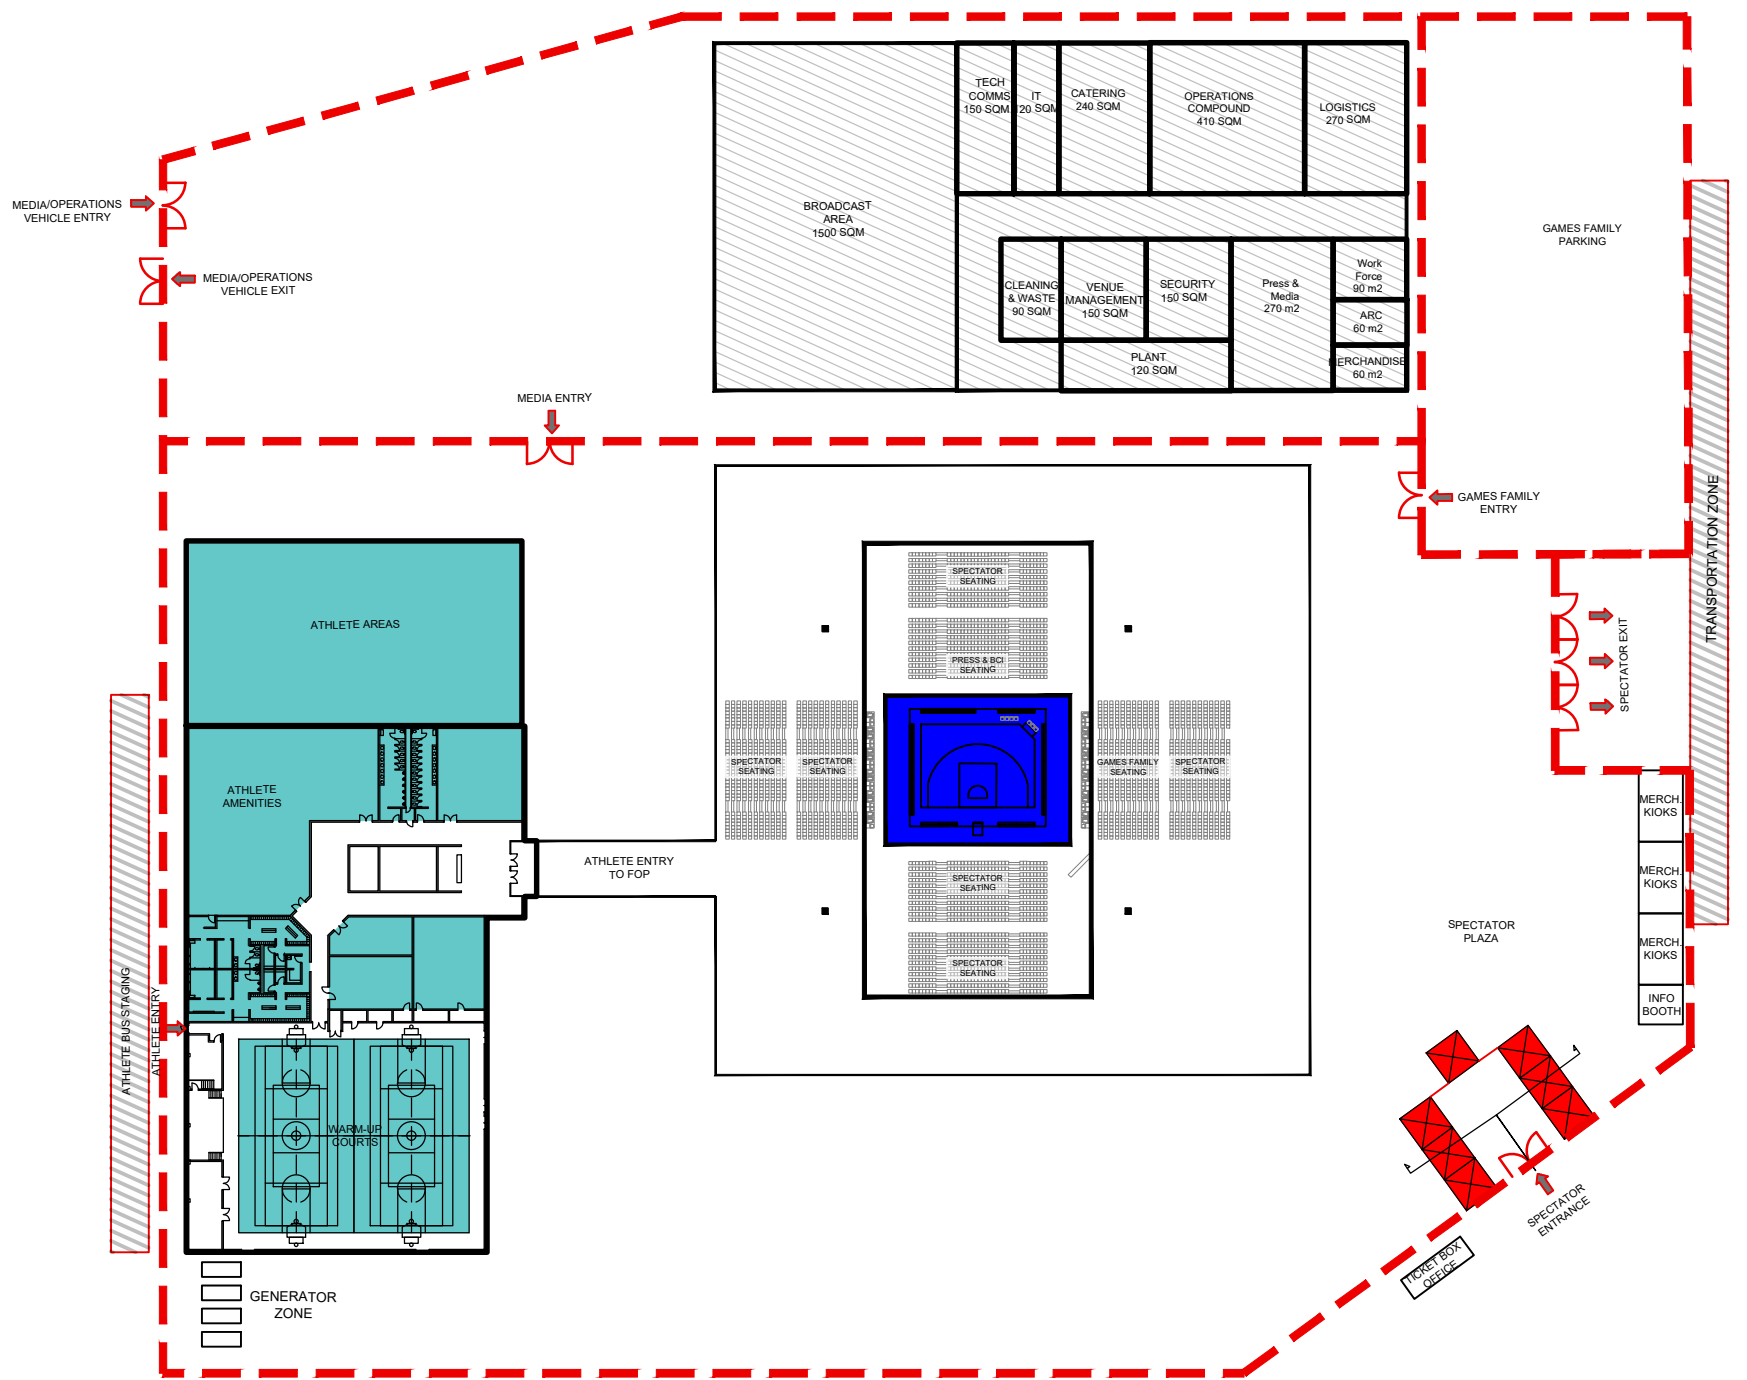 TECH
COMMS
150 SQM
IT
120 SQM
CATERING
240 SQM
OPERATIONS
COMPOUND
410 SQM
LOGISTICS
270 SQM
MEDIA/OPERATIONS
VEHICLE ENTRY
BROADCAST
AREA
1500 SQM
GAMES FAMILY
PARKING
MEDIA/OPERATIONS
VEHICLE EXIT
CLEANING
& WASTE
90 SQM
VENUE
MANAGEMENT
150 SQM
SECURITY
150 SQM
Press &
Media
270 m2
Work
Force
90 m2
ARC
60 m2
MERCHANDISE
60 m2
PLANT
120 SQM
MEDIA ENTRY
GAMES FAMILY
ENTRY
TRANSPORTATION ZONE
SPECTATOR
SEATING
ATHLETE AREAS
PRESS & BCI
SEATING
SPECTATOR EXIT
SPECTATOR
SEATING
SPECTATOR
SEATING
GAMES FAMILY
SEATING
SPECTATOR
SEATING
ATHLETE
AMENITIES
MERCH.
KIOKS
ATHLETE ENTRY
TO FOP
SPECTATOR
SEATING
MERCH.
KIOKS
SPECTATOR
PLAZA
MERCH.
KIOKS
SPECTATOR
SEATING
INFO
BOOTH
ATHLETE BUS STAGING
ATHLETE ENTRY
WARM-UP
COURTS
SPECTATOR
ENTRANCE
TICKET BOX
OFFICE
GENERATOR
ZONE